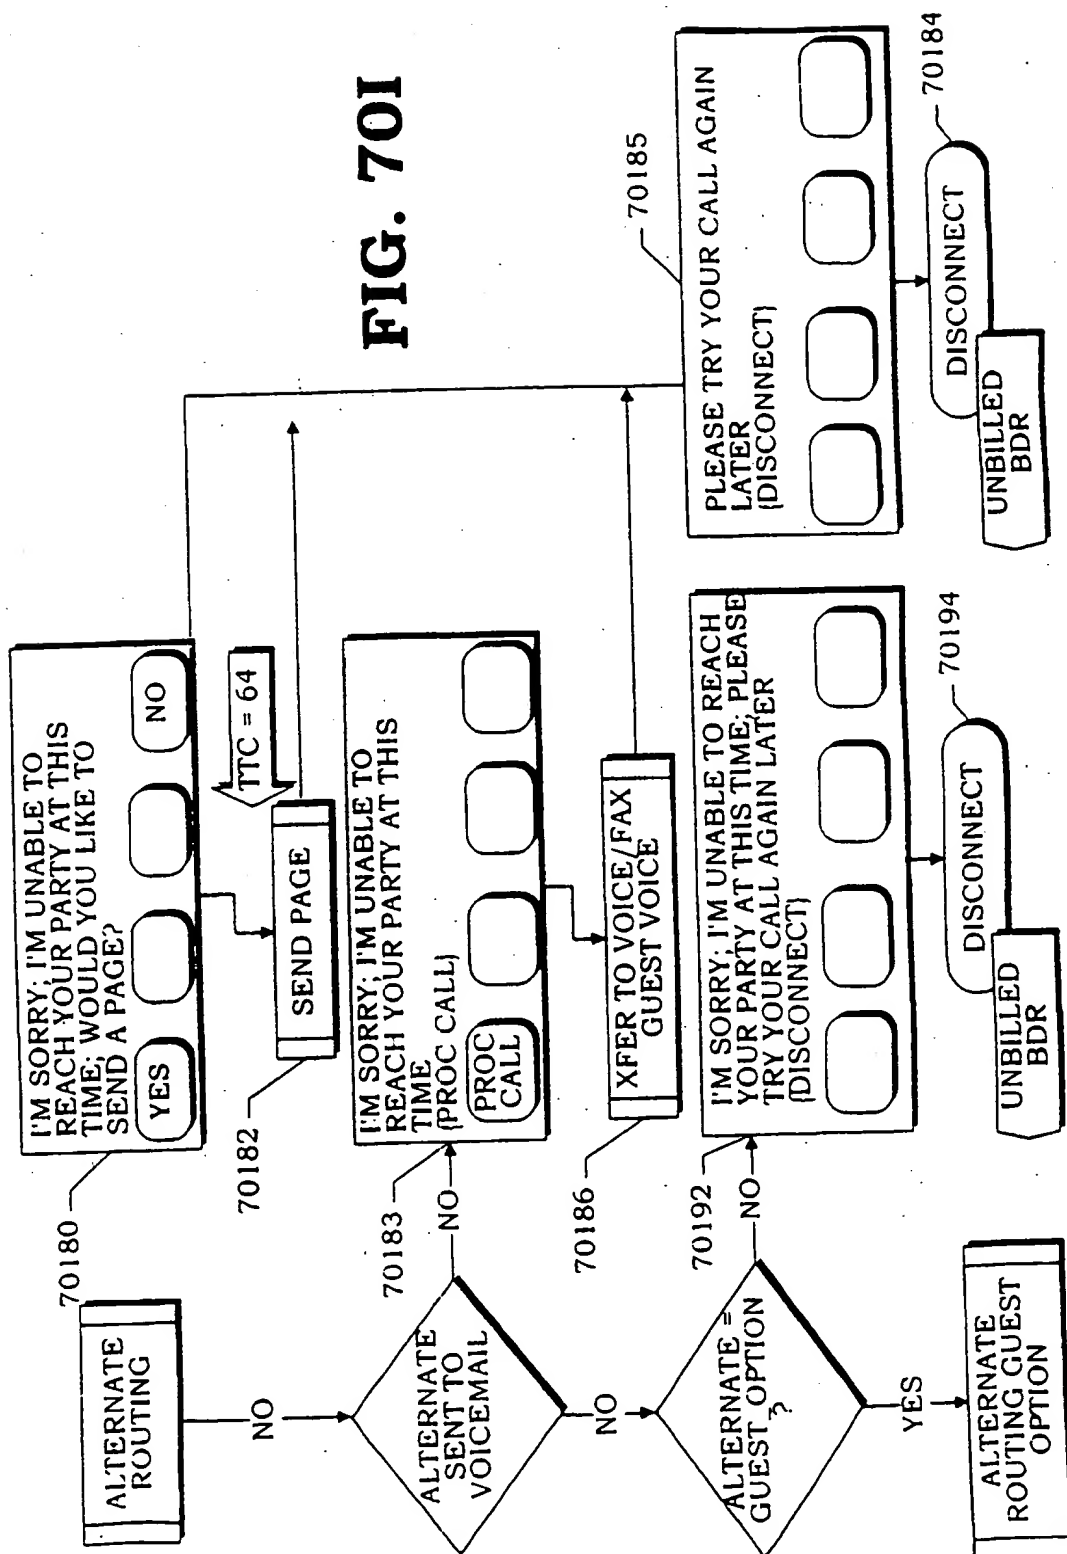 FIG. 70I
ALTERNATE
ROUTING
NO
ALTERNATE
SENT TO
VOICEMAIL
NO
NO
ALTERNATE =
GUEST OPTION
?
NO
YES
ALTERNATE
ROUTING GUEST
OPTION
70180
I'M SORRY; I'M UNABLE TO
REACH YOUR PARTY AT THIS
TIME; WOULD YOU LIKE TO
SEND A PAGE?
YES
NO
TTC = 64
70182
SEND PAGE
70183
I'M SORRY; I'M UNABLE TO
REACH YOUR PARTY AT THIS
TIME
{PROC CALL}
PROC
CALL
70186
XFER TO VOICE/FAX
GUEST VOICE
70192
I'M SORRY; I'M UNABLE TO REACH
YOUR PARTY AT THIS TIME; PLEASE
TRY YOUR CALL AGAIN LATER
{DISCONNECT}
70194
DISCONNECT
UNBILLED
BDR
70185
PLEASE TRY YOUR CALL AGAIN
LATER
{DISCONNECT}
70184
DISCONNECT
UNBILLED
BDR